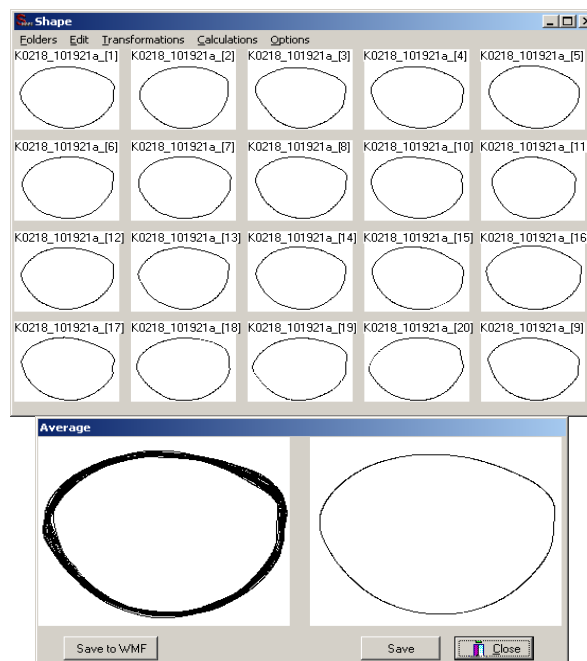 Shape
Folders Edit Transformations Calculations Options
K0218_101921a_[1] K0218_101921a_[2] K0218_101921a_[3] K0218_101921a_[4] K0218_101921a_[5]
K0218_101921a_[6] K0218_101921a_[7] K0218_101921a_[8] K0218_101921a_[10] K0218_101921a_[11
K0218_101921a_[12] K0218_101921a_[13] K0218_101921a_[14] K0218_101921a_[15] K0218_101921a_[16
K0218_101921a_[17] K0218_101921a_[18] K0218_101921a_[19] K0218_101921a_[20] K0218_101921a_[9]
Average
Save to WMF Save Close